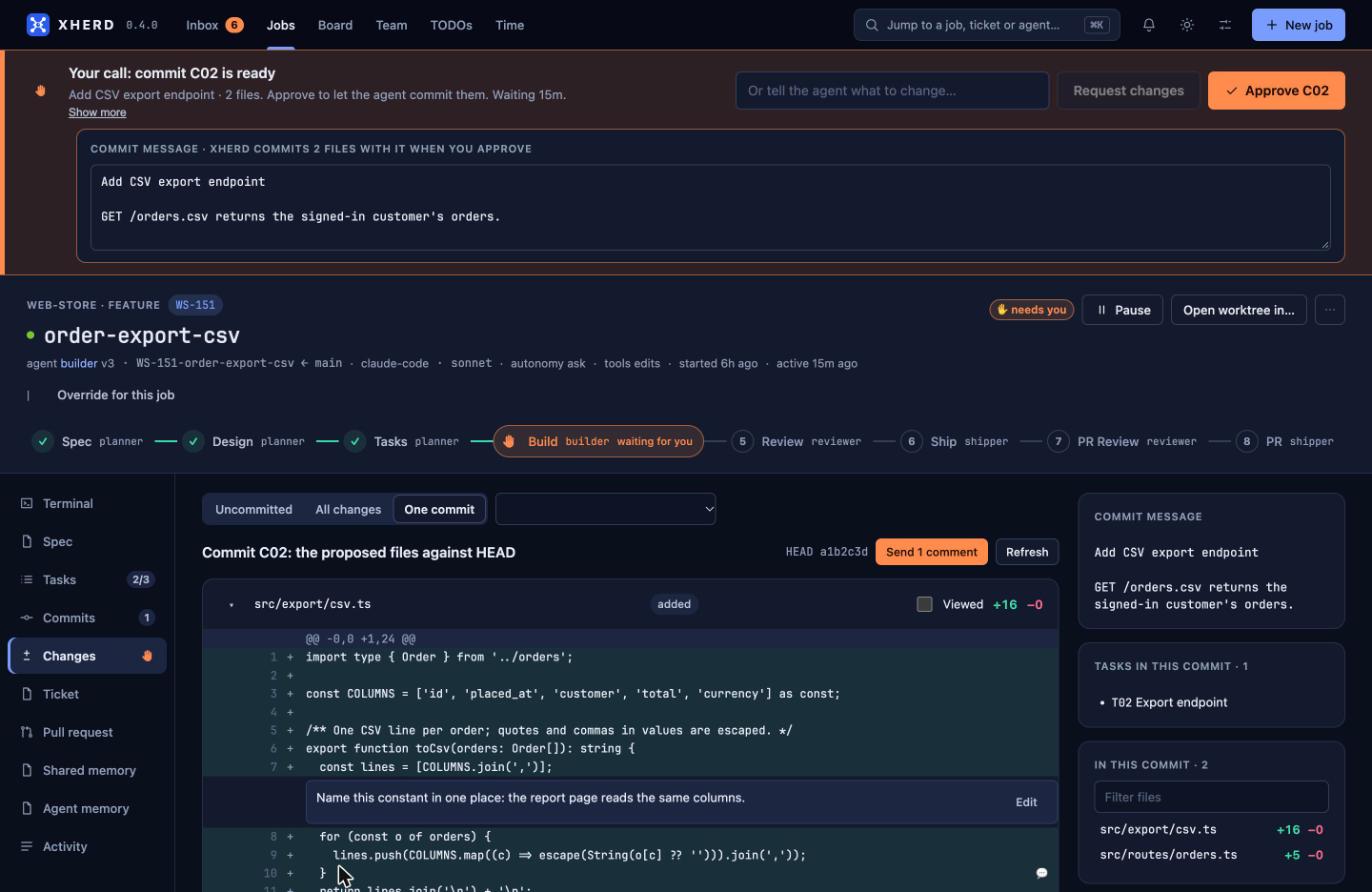 XHERD 0.4.0 Inbox 6 Jobs Board Team TODOs Time Jump to a job, ticket or agent... ⌘K + New job
Your call: commit C02 is ready
Add CSV export endpoint · 2 files. Approve to let the agent commit them. Waiting 15m.
Show more
Or tell the agent what to change... Request changes ✓ Approve C02
COMMIT MESSAGE · XHERD COMMITS 2 FILES WITH IT WHEN YOU APPROVE
Add CSV export endpoint
GET /orders.csv returns the signed-in customer's orders.
WEB-STORE · FEATURE WS-151
needs you Pause Open worktree in... ...
order-export-csv
agent builder v3 · WS-151-order-export-csv ← main · claude-code · sonnet · autonomy ask · tools edits · started 6h ago · active 15m ago
| Override for this job
✓ Spec planner ✓ Design planner ✓ Tasks planner Build builder waiting for you 5 Review reviewer 6 Ship shipper 7 PR Review reviewer 8 PR shipper
Terminal
Spec
Tasks 2/3
Commits 1
Changes
Ticket
Pull request
Shared memory
Agent memory
Activity
Uncommitted All changes One commit
Commit C02: the proposed files against HEAD HEAD a1b2c3d Send 1 comment Refresh
src/export/csv.ts added Viewed +16 −0
@@ -0,0 +1,24 @@
1 + import type { Order } from '../orders';
2 +
3 + const COLUMNS = ['id', 'placed_at', 'customer', 'total', 'currency'] as const;
4 +
5 + /** One CSV line per order; quotes and commas in values are escaped. */
6 + export function toCsv(orders: Order[]): string {
7 + const lines = [COLUMNS.join(',')];
Name this constant in one place: the report page reads the same columns. Edit
8 + for (const o of orders) {
9 + lines.push(COLUMNS.map((c) => escape(String(o[c] ?? ''))).join(','));
10 + }
11 + return lines.join('\n') + '\n';
COMMIT MESSAGE
Add CSV export endpoint
GET /orders.csv returns the
signed-in customer's orders.
TASKS IN THIS COMMIT · 1
• T02 Export endpoint
IN THIS COMMIT · 2
Filter files
src/export/csv.ts +16 −0
src/routes/orders.ts +5 −0